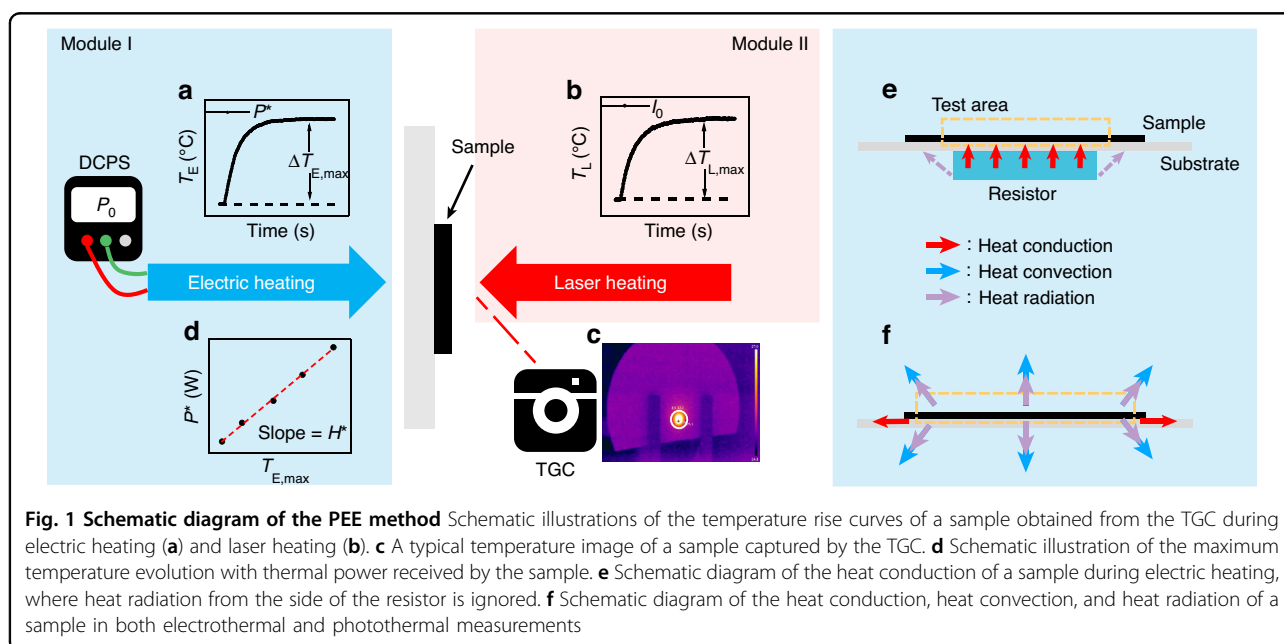 Module I
Module II
a
P*
T_E (°C)
ΔT_E,max
Time (s)
b
I_0
T_L (°C)
ΔT_L,max
Time (s)
Sample
DCPS
P_0
Electric heating
Laser heating
d
P* (W)
Slope = H*
T_E,max
c
TGC
e
Test area
Sample
Substrate
Resistor
: Heat conduction
: Heat convection
: Heat radiation
f
Fig. 1 Schematic diagram of the PEE method Schematic illustrations of the temperature rise curves of a sample obtained from the TGC during
electric heating (a) and laser heating (b). c A typical temperature image of a sample captured by the TGC. d Schematic illustration of the maximum
temperature evolution with thermal power received by the sample. e Schematic diagram of the heat conduction of a sample during electric heating,
where heat radiation from the side of the resistor is ignored. f Schematic diagram of the heat conduction, heat convection, and heat radiation of a
sample in both electrothermal and photothermal measurements